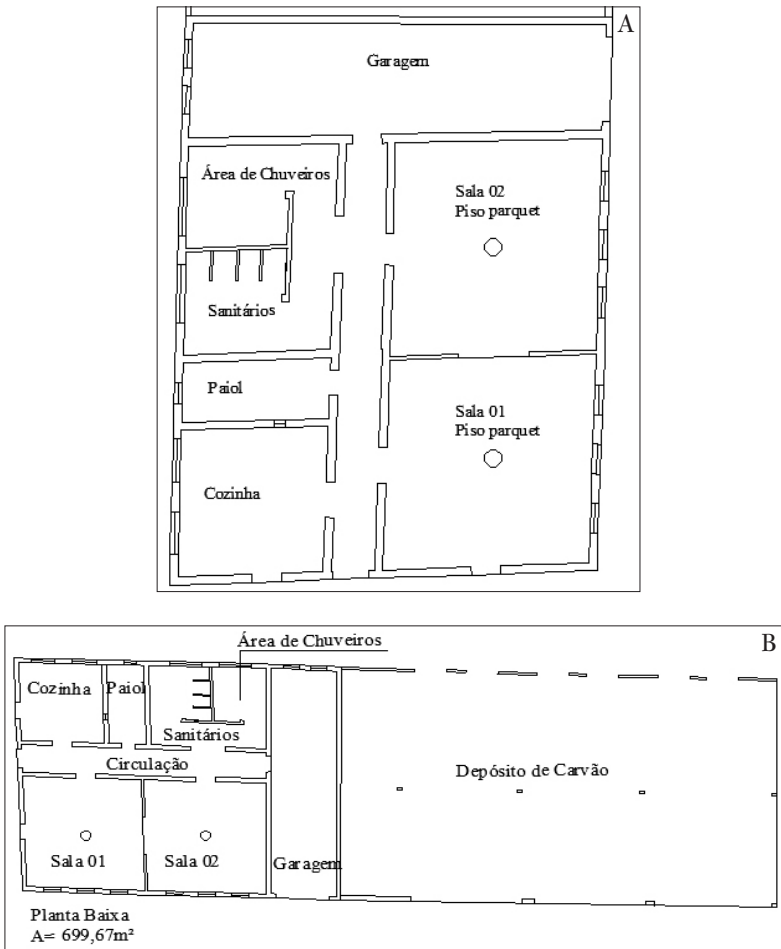 A
Garagem
Área de Chuveiros
Sala 02
Piso parquet
Sanitários
Paiol
Sala 01
Piso parquet
Cozinha
B
Área de Chuveiros
Cozinha
Paiol
Sanitários
Circulação
Depósito de Carvão
Sala 01
Sala 02
Garagem
Planta Baixa
A= 699,67m²